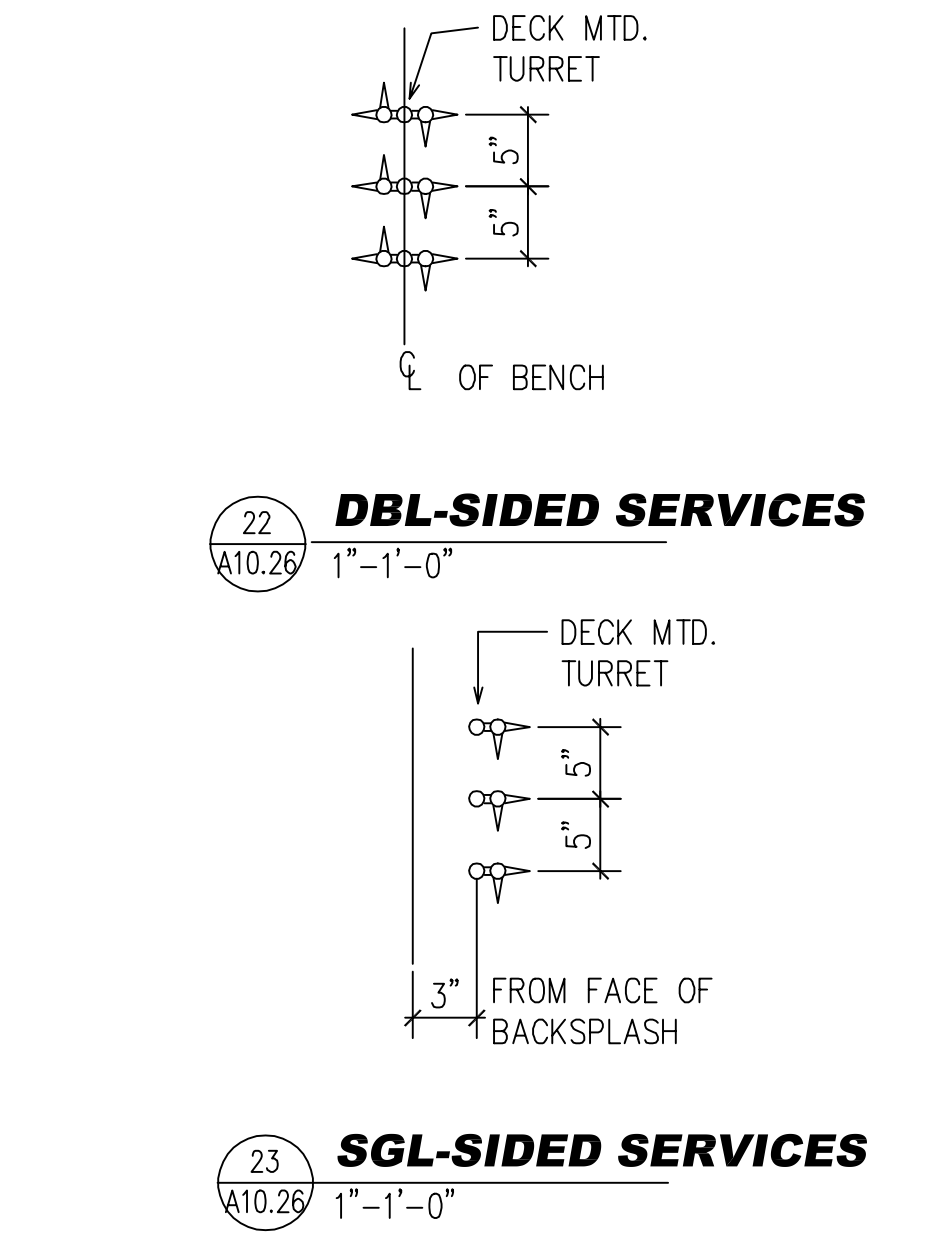 DECK MTD.
TURRET
5”
5”
℄ OF BENCH
22
A10.26
DBL-SIDED SERVICES
1”-1’-0”
DECK MTD.
TURRET
5”
5”
3” FROM FACE OF
BACKSPLASH
23
A10.26
SGL-SIDED SERVICES
1”-1’-0”